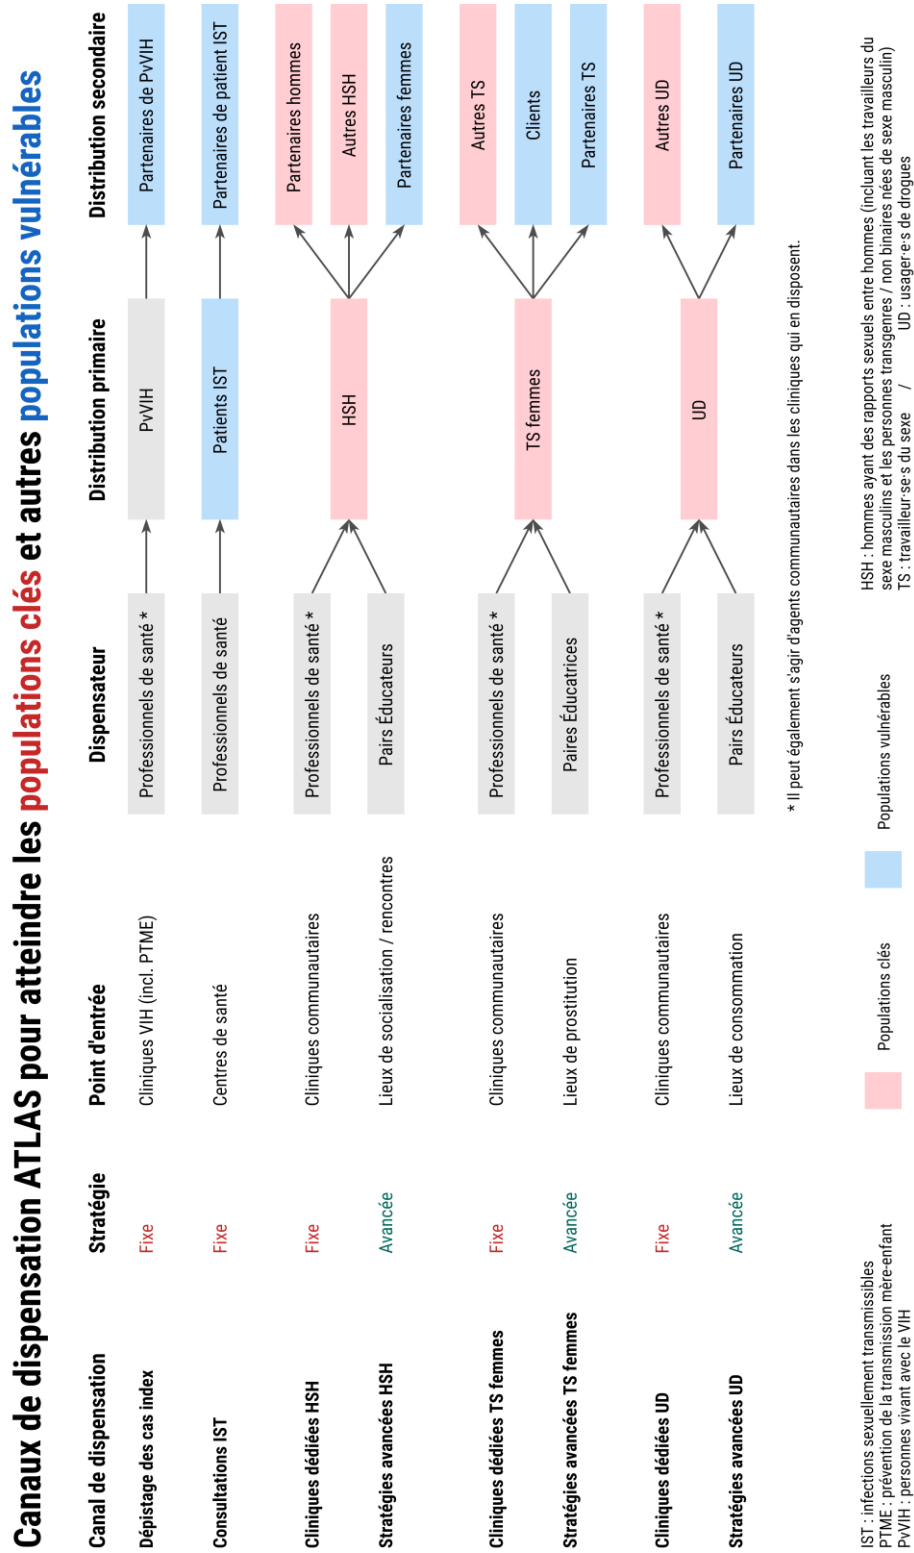 Canaux de dispensation ATLAS pour atteindre les populations clés et autres populations vulnérables
Canal de dispensation Stratégie Point d'entrée Dispensateur Distribution primaire Distribution secondaire
Dépistage des cas index Fixe Cliniques VIH (incl. PTME) Professionnels de santé * PvVIH Partenaires de PvVIH
Consultations IST Fixe Centres de santé Professionnels de santé Patients IST Partenaires de patient IST
Partenaires hommes
Cliniques dédiées HSH Fixe Cliniques communautaires Professionnels de santé *
HSH Autres HSH
Stratégies avancées HSH Avancée Lieux de socialisation / rencontres Pairs Éducateurs
Partenaires femmes
Autres TS
Cliniques dédiées TS femmes Fixe Cliniques communautaires Professionnels de santé *
TS femmes Clients
Stratégies avancées TS femmes Avancée Lieux de prostitution Paires Éducatrices
Partenaires TS
Cliniques dédiées UD Fixe Cliniques communautaires Professionnels de santé * Autres UD
UD
Stratégies avancées UD Avancée Lieux de consommation Pairs Éducateurs Partenaires UD
* Il peut également s'agir d'agents communautaires dans les cliniques qui en disposent.
IST : infections sexuellement transmissibles
PTME : prévention de la transmission mère-enfant
PvVIH : personnes vivant avec le VIH
Populations clés
Populations vulnérables
HSH : hommes ayant des rapports sexuels entre hommes (incluant les travailleurs du
sexe masculins et les personnes transgenres / non binaires nées de sexe masculin)
TS : travailleur·se·s du sexe / UD : usager·e·s de drogues